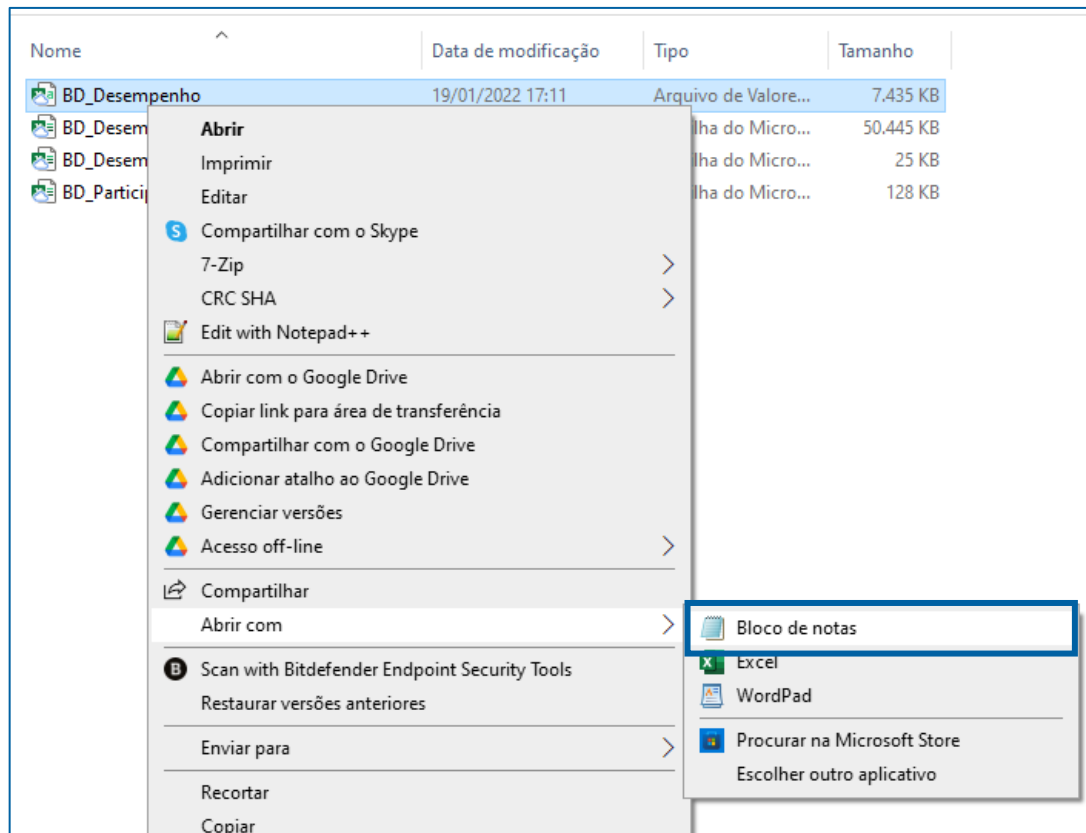 Nome Data de modificação Tipo Tamanho
BD_Desempenho 19/01/2022 17:11 Arquivo de Valore... 7.435 KB
BD_Desem lha do Micro... 50.445 KB
BD_Desem lha do Micro... 25 KB
BD_Particip lha do Micro... 128 KB
Abrir
Imprimir
Editar
Compartilhar com o Skype
7-Zip
CRC SHA
Edit with Notepad++
Abrir com o Google Drive
Copiar link para área de transferência
Compartilhar com o Google Drive
Adicionar atalho ao Google Drive
Gerenciar versões
Acesso off-line
Compartilhar
Abrir com
Bloco de notas
Excel
WordPad
Procurar na Microsoft Store
Escolher outro aplicativo
Scan with Bitdefender Endpoint Security Tools
Restaurar versões anteriores
Enviar para
Recortar
Copiar